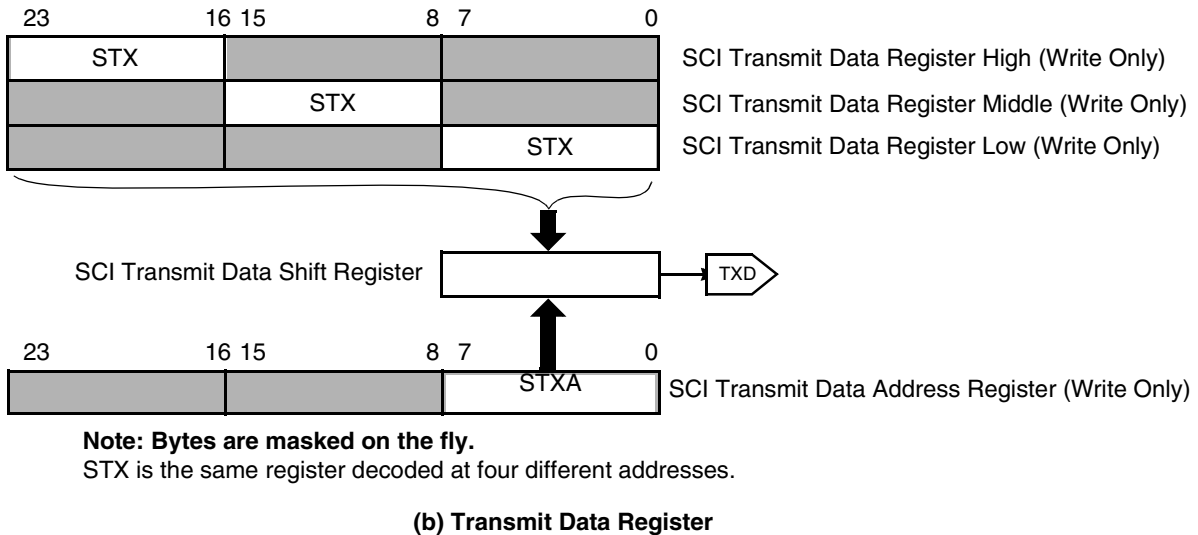 23 16 15 8 7 0
STX SCI Transmit Data Register High (Write Only)
STX SCI Transmit Data Register Middle (Write Only)
STX SCI Transmit Data Register Low (Write Only)
SCI Transmit Data Shift Register TXD
23 16 15 8 7 0
STXA SCI Transmit Data Address Register (Write Only)
Note: Bytes are masked on the fly.
STX is the same register decoded at four different addresses.
(b) Transmit Data Register